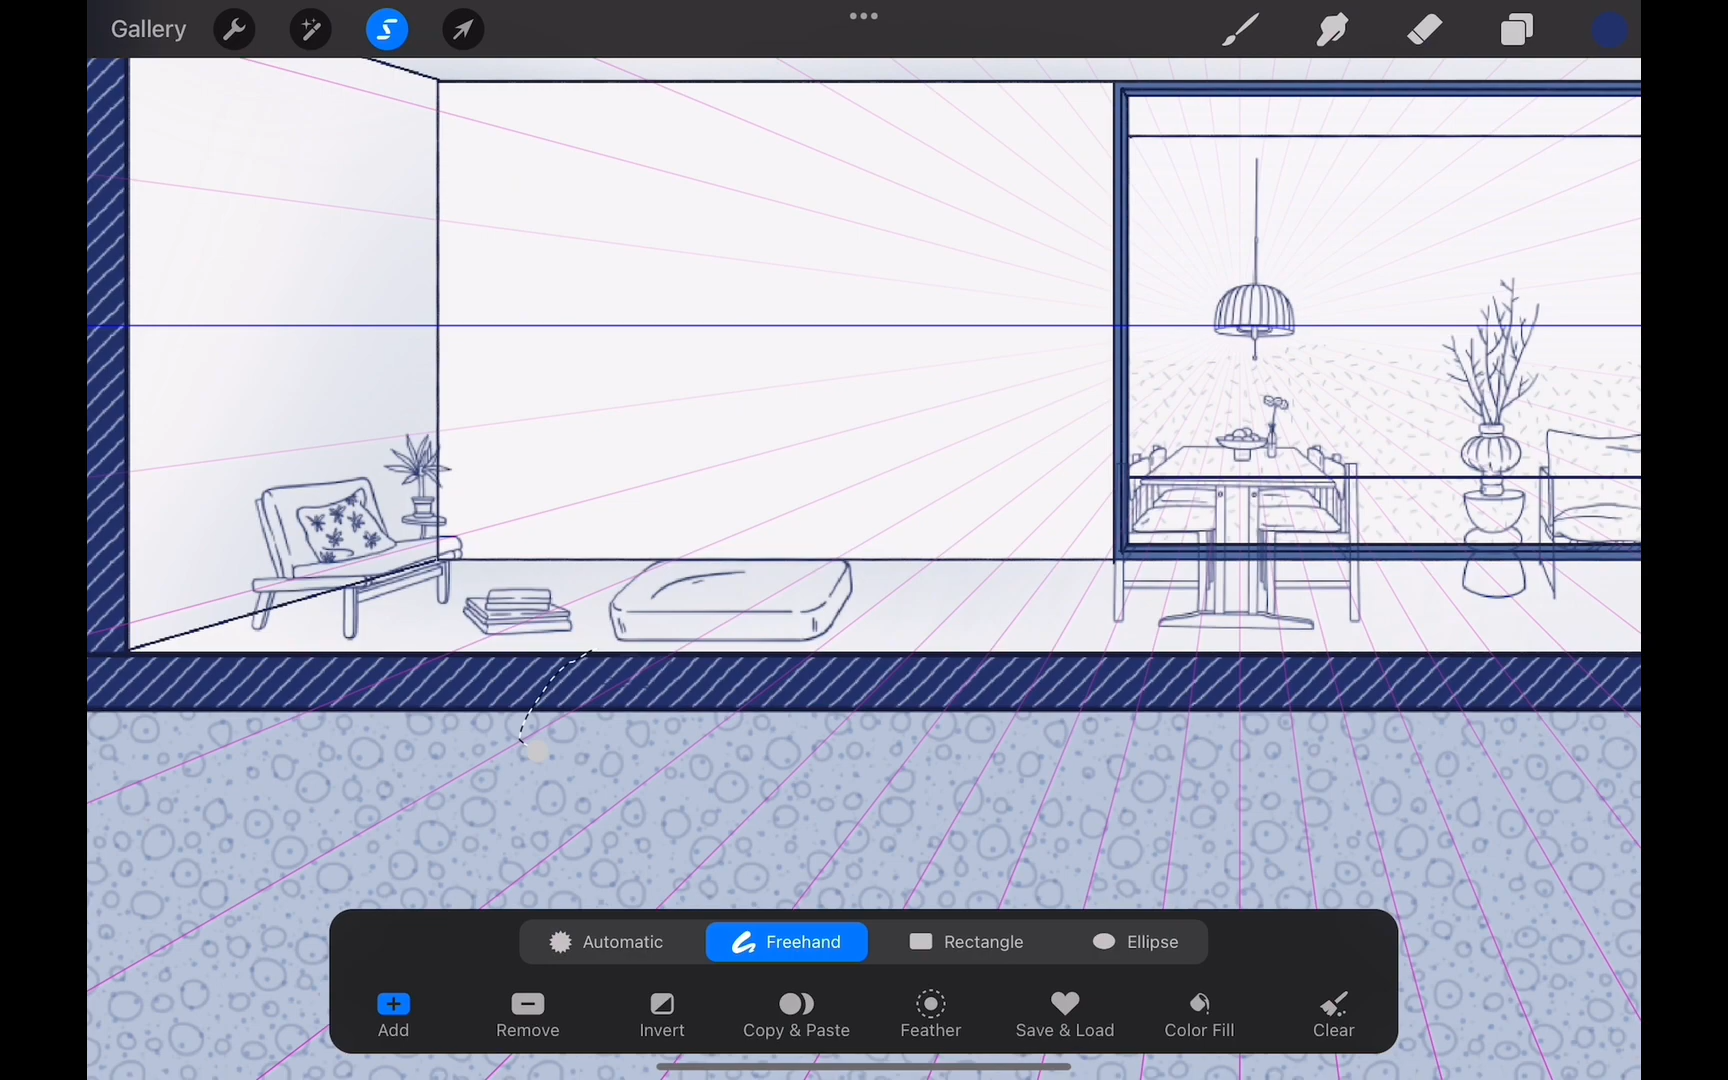 Gallery
Automatic Freehand Rectangle Ellipse
Add Remove Invert Copy & Paste Feather Save & Load Color Fill Clear